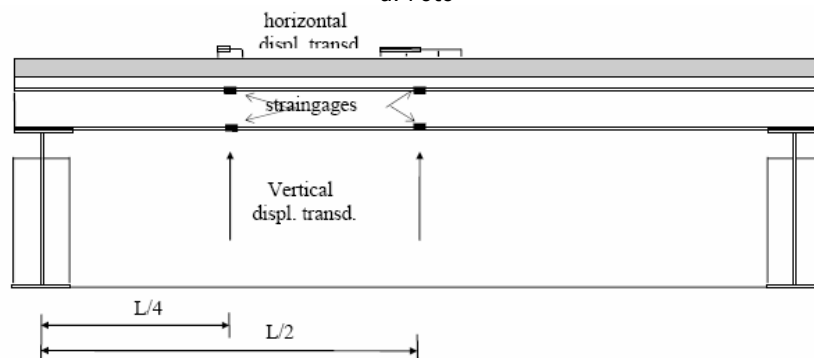 horizontal
displ. transd.
straingages
Vertical
displ. transd.
L/4
L/2